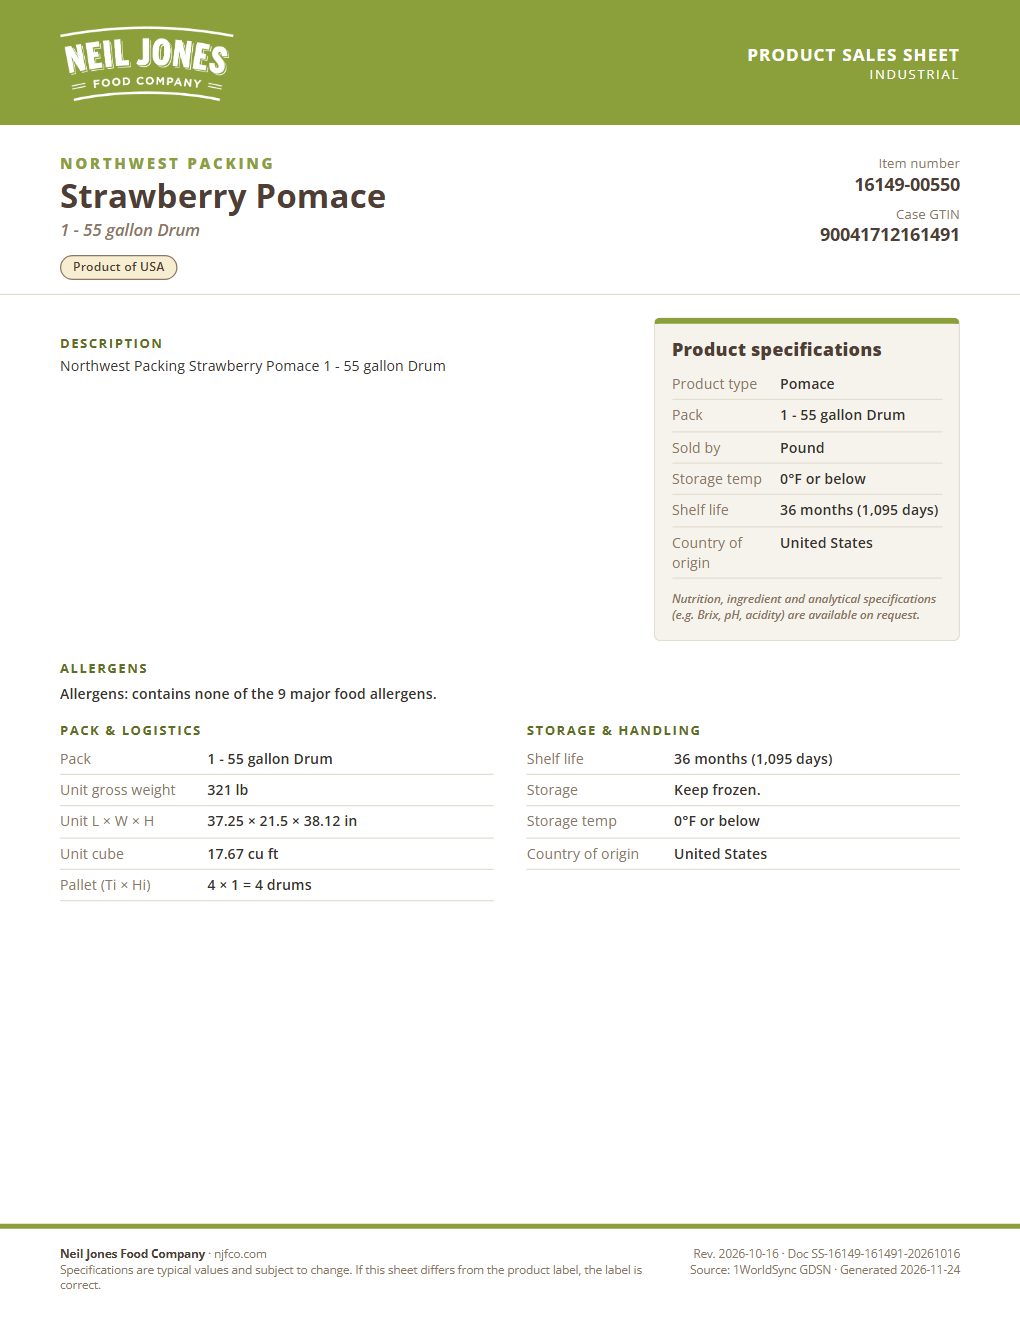 NEIL JONES
FOOD COMPANY
PRODUCT SALES SHEET
INDUSTRIAL
NORTHWEST PACKING
Strawberry Pomace
1 - 55 gallon Drum
Product of USA
Item number
16149-00550
Case GTIN
90041712161491
DESCRIPTION
Northwest Packing Strawberry Pomace 1 - 55 gallon Drum
Product specifications
Product type Pomace
Pack 1 - 55 gallon Drum
Sold by Pound
Storage temp 0°F or below
Shelf life 36 months (1,095 days)
Country of United States
origin
Nutrition, ingredient and analytical specifications
(e.g. Brix, pH, acidity) are available on request.
ALLERGENS
Allergens: contains none of the 9 major food allergens.
PACK & LOGISTICS
Pack 1 - 55 gallon Drum
Unit gross weight 321 lb
Unit L × W × H 37.25 × 21.5 × 38.12 in
Unit cube 17.67 cu ft
Pallet (Ti × Hi) 4 × 1 = 4 drums
STORAGE & HANDLING
Shelf life 36 months (1,095 days)
Storage Keep frozen.
Storage temp 0°F or below
Country of origin United States
Neil Jones Food Company · njfco.com
Specifications are typical values and subject to change. If this sheet differs from the product label, the label is
correct.
Rev. 2026-10-16 · Doc SS-16149-161491-20261016
Source: 1WorldSync GDSN · Generated 2026-11-24